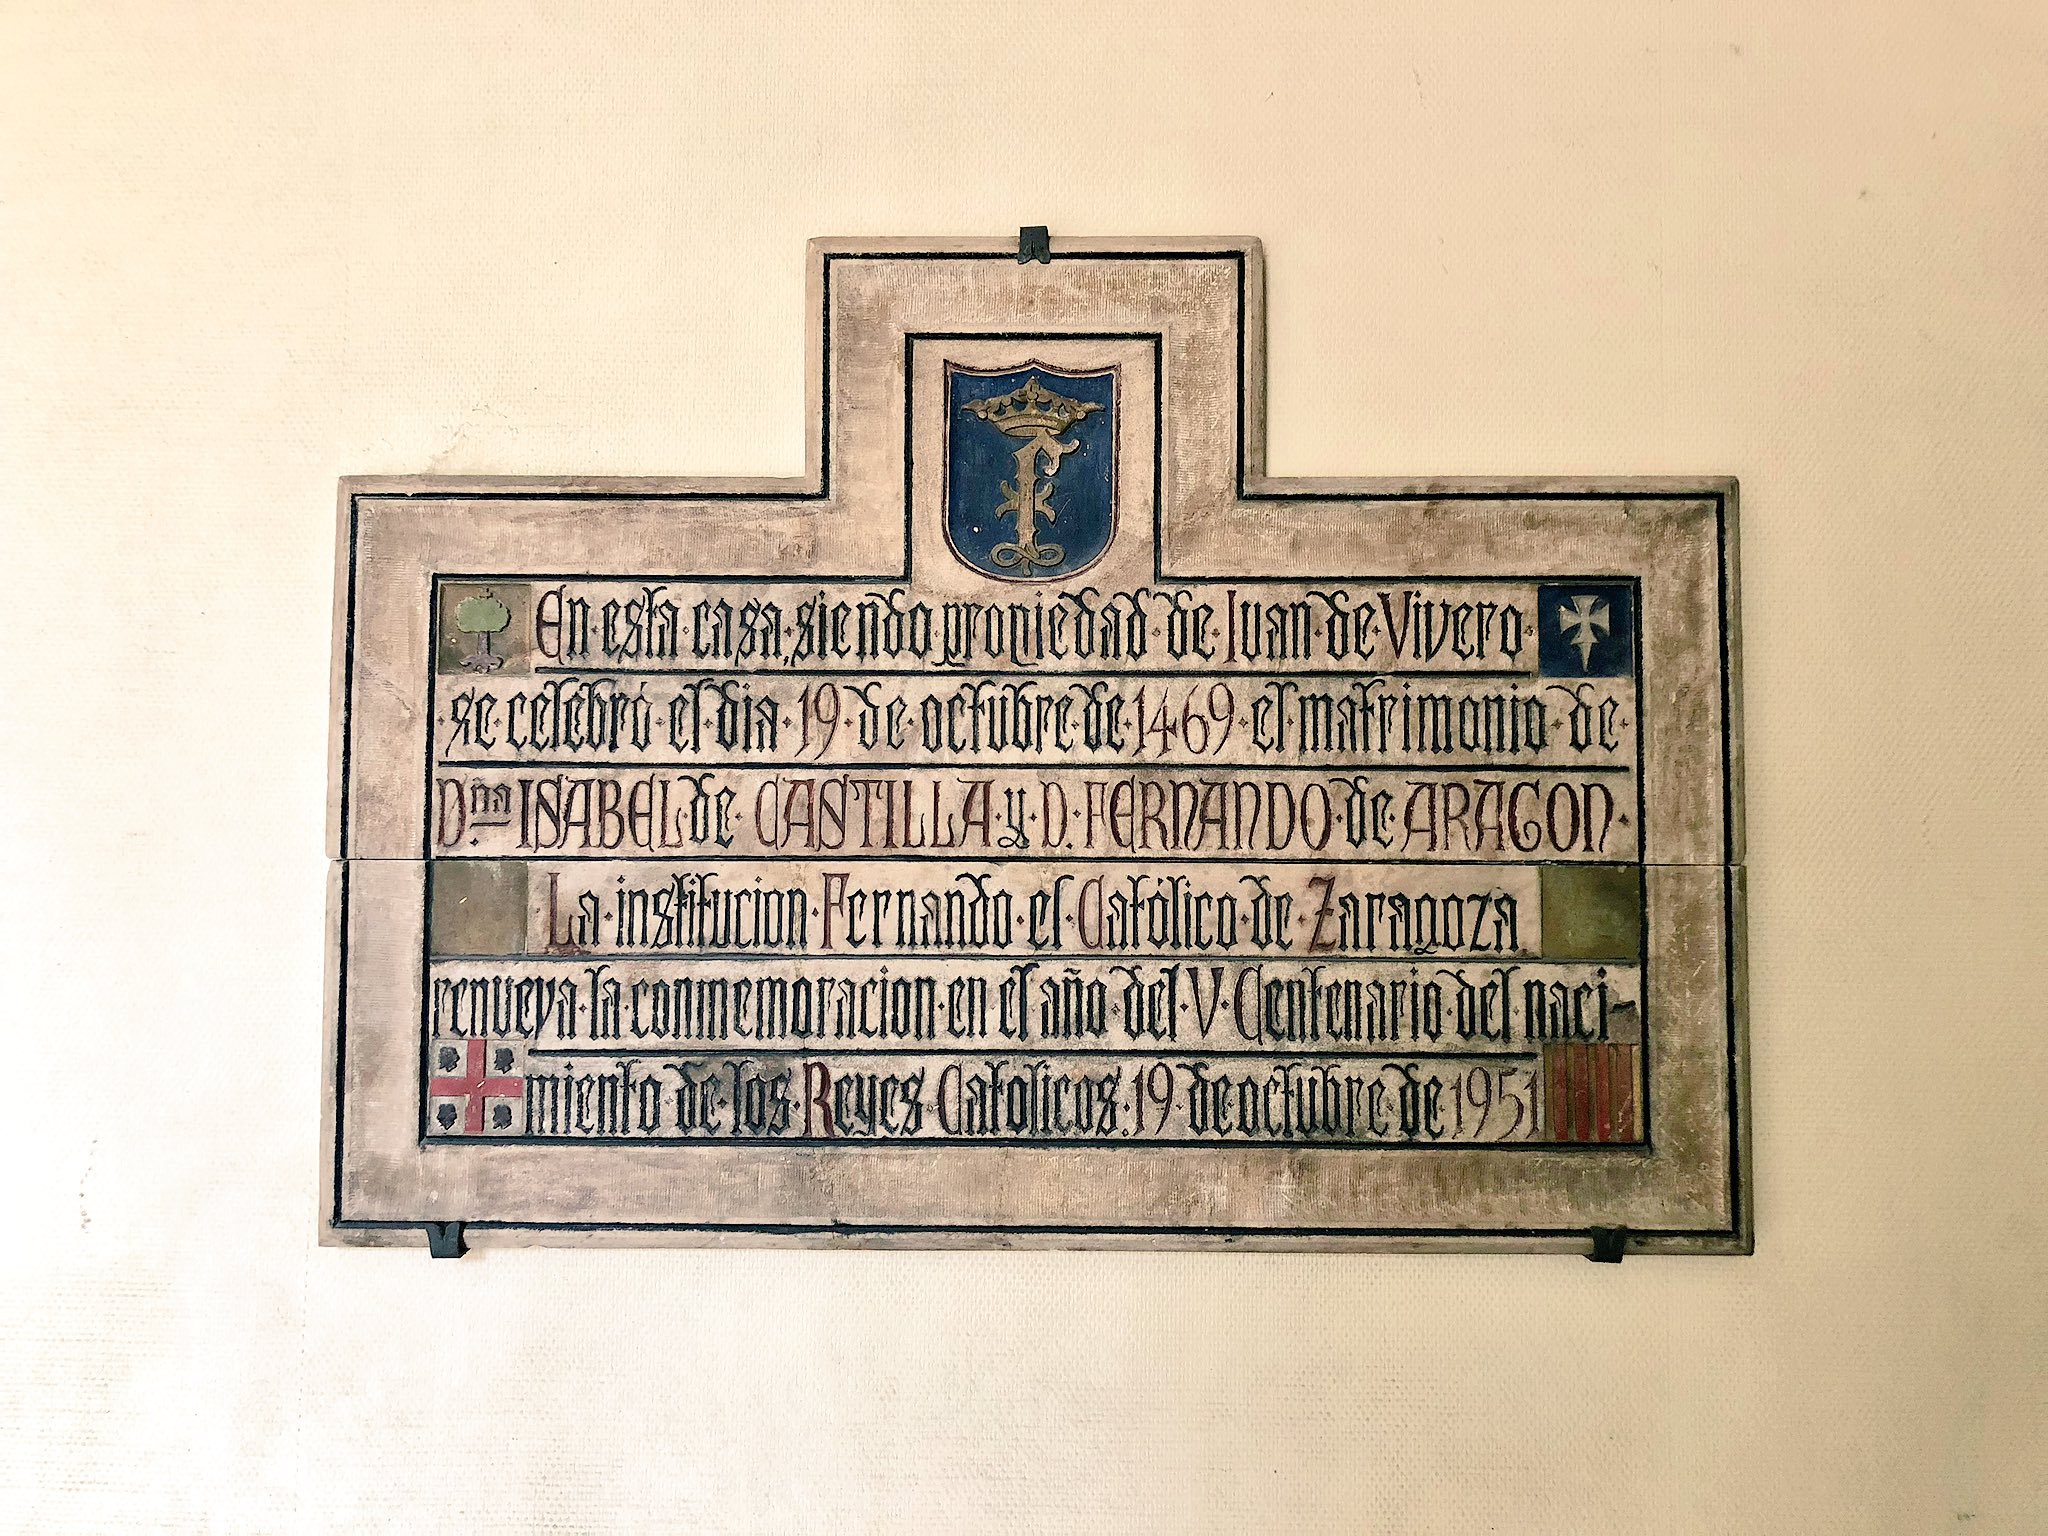 F
En esta casa, siendo propiedad de Iuan de Vivero
se celebró el dia 19 de octubre de 1469 el matrimonio de
Dña ISABEL de CASTILLA y D. FERNANDO de ARAGON.
La institucion Fernando el Católico de Zaragoza
renueva la conmemoracion en el año del V Centenario del naci-
miento de los Reyes Catolicos. 19 de octubre de 1951